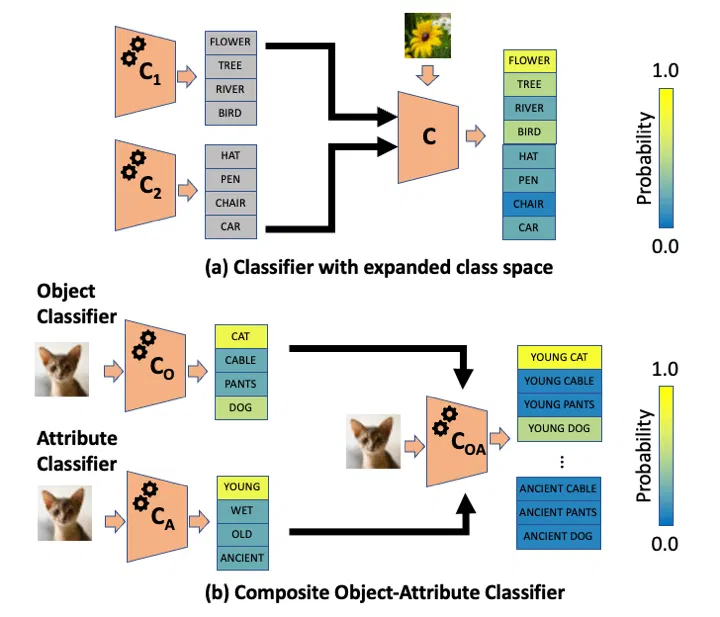 C1
FLOWER
TREE
RIVER
BIRD
C2
HAT
PEN
CHAIR
CAR
C
FLOWER
TREE
RIVER
BIRD
HAT
PEN
CHAIR
CAR
1.0
Probability
0.0
(a) Classifier with expanded class space
Object
Classifier
CO
CAT
CABLE
PANTS
DOG
Attribute
Classifier
CA
YOUNG
WET
OLD
ANCIENT
COA
YOUNG CAT
YOUNG CABLE
YOUNG PANTS
YOUNG DOG
...
ANCIENT CABLE
ANCIENT PANTS
ANCIENT DOG
1.0
Probability
0.0
(b) Composite Object-Attribute Classifier